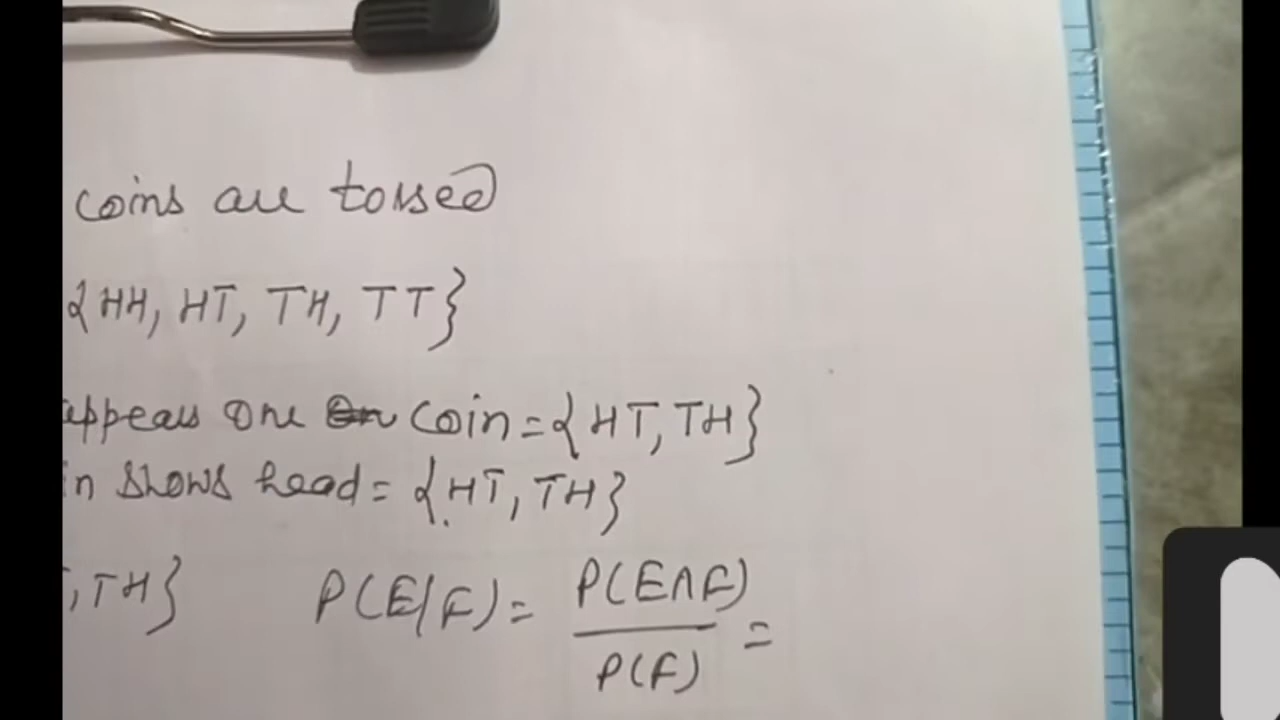 coins are tossed
{HH, HT, TH, TT}
appears one coin = {HT, TH}
in shows head = {HT, TH}
, TH} P(E/F) = P(E∩F) / P(F) =